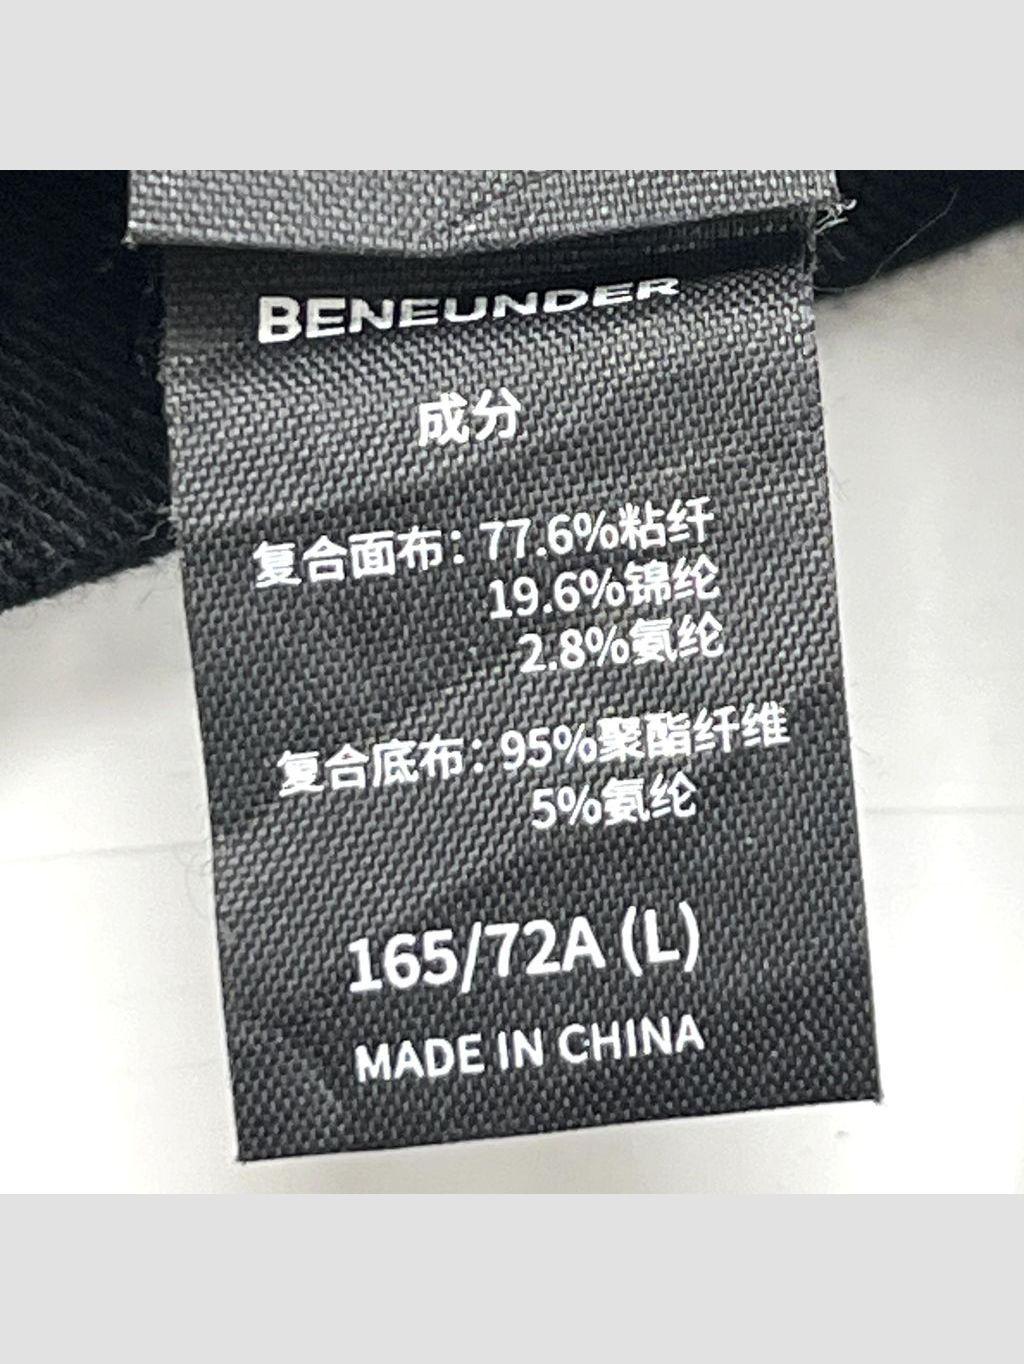 BENEUNDER
成分
复合面布：77.6%粘纤
19.6%锦纶
2.8%氨纶
复合底布：95%聚酯纤维
5%氨纶
165/72A (L)
MADE IN CHINA